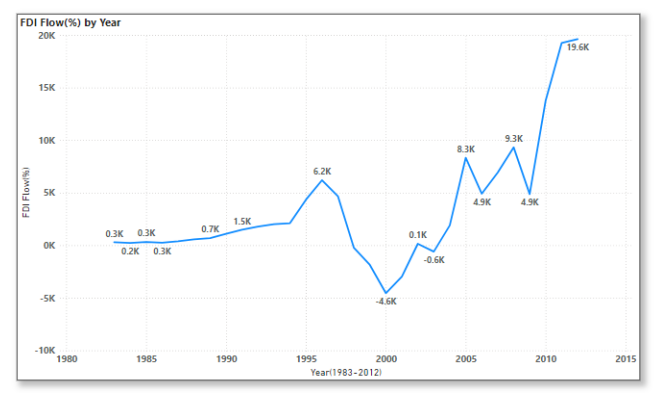 FDI Flow(%) by Year
20K
15K
10K
5K
0K
-5K
-10K
FDI Flow(%)
0.3K
0.2K
0.3K
0.3K
0.7K
1.5K
6.2K
-4.6K
0.1K
-0.6K
8.3K
4.9K
9.3K
4.9K
19.6K
1980 1985 1990 1995 2000 2005 2010 2015
Year(1983-2012)